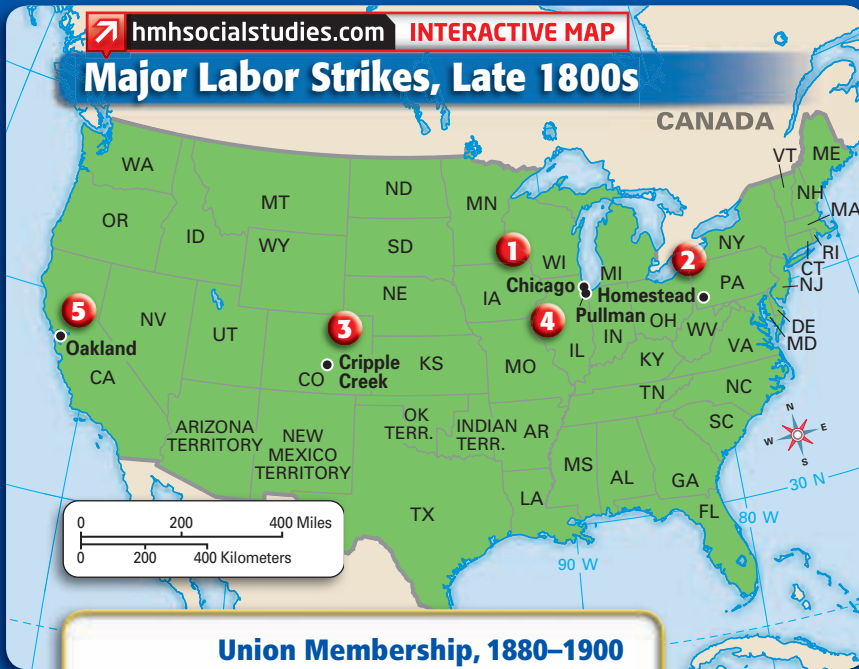 hmhsocialstudies.com INTERACTIVE MAP
Major Labor Strikes, Late 1800s
CANADA
WA
OR
ID
MT
WY
ND
SD
NE
MN
WI
IA
MI
1
2
NY
VT
ME
NH
MA
RI
CT
NJ
PA
Chicago
Homestead
Pullman
4
3
5
Oakland
CA
NV
UT
CO
Cripple
Creek
KS
MO
IL
IN
OH
WV
DE
MD
VA
KY
TN
NC
SC
ARIZONA
TERRITORY
NEW
MEXICO
TERRITORY
OK
TERR.
INDIAN
TERR.
AR
MS
AL
GA
LA
TX
FL
N
E
S
W
30 N
80 W
90 W
0 200 400 Miles
0 200 400 Kilometers
Union Membership, 1880–1900